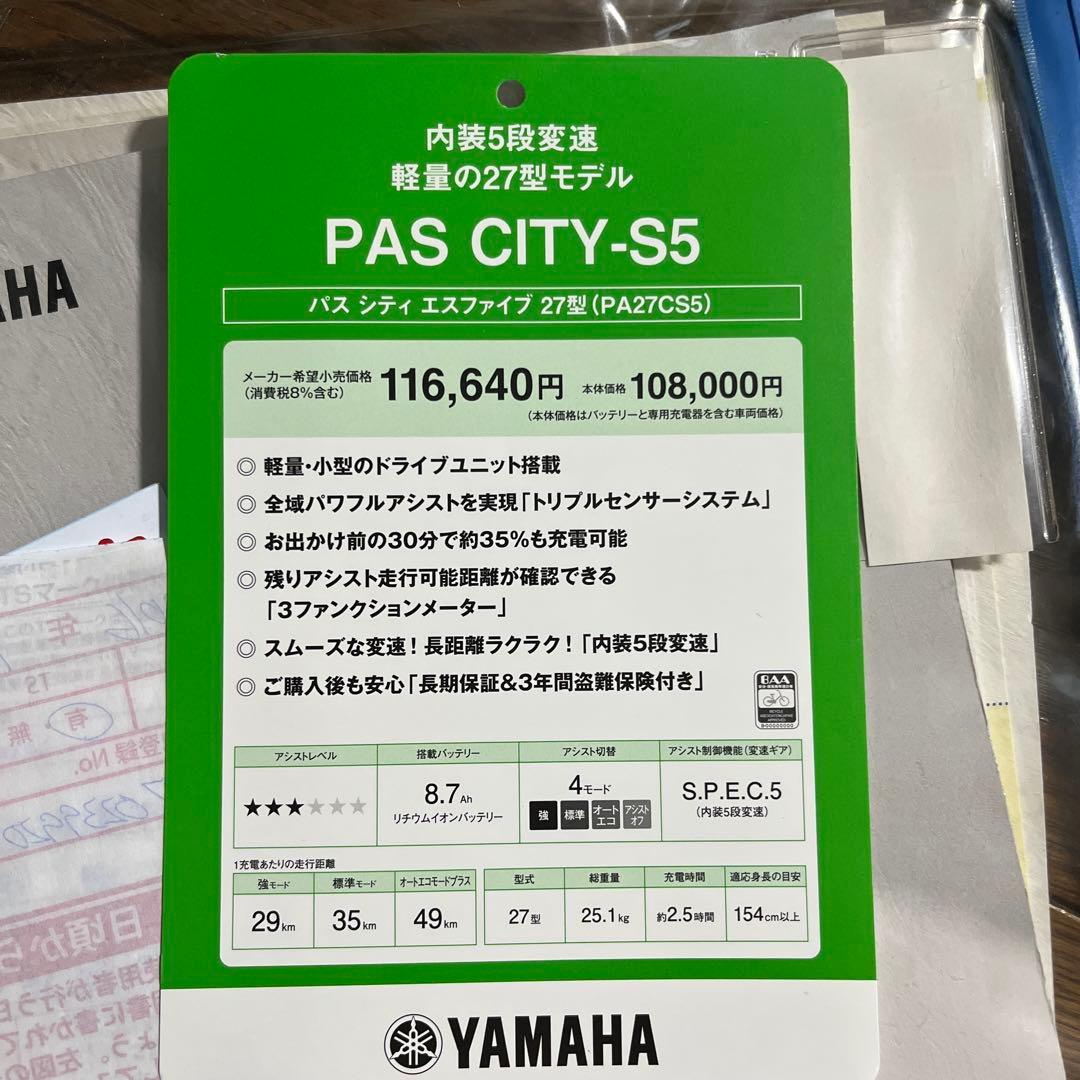 内装5段変速
軽量の27型モデル
PAS CITY-S5
パス シティ エスファイブ 27型(PA27CS5)
メーカー希望小売価格
(消費税8%含む)
116,640円
本体価格 108,000円
(本体価格はバッテリーと専用充電器を含む車両価格)
◎ 軽量・小型のドライブユニット搭載
◎ 全域パワフルアシストを実現「トリプルセンサーシステム」
◎ お出かけ前の30分で約35%も充電可能
◎ 残りアシスト走行可能距離が確認できる
「3ファンクションメーター」
◎ スムーズな変速!長距離ラクラク!「内装5段変速」
◎ ご購入後も安心「長期保証&3年間盗難保険付き」
BAA
アシストレベル
★★★★★★
搭載バッテリー
8.7Ah
リチウムイオンバッテリー
アシスト切替
4モード
強 標準 オートエコ アシストオフ
アシスト制御機能(変速ギア)
S.P.E.C.5
(内装5段変速)
1充電あたりの走行距離
強モード 標準モード オートエコモードプラス
29km 35km 49km
型式 総重量 充電時間 適応身長の目安
27型 25.1kg 約2.5時間 154cm以上
YAMAHA
AHA
年
TS
有 無
登録No.
日頃から